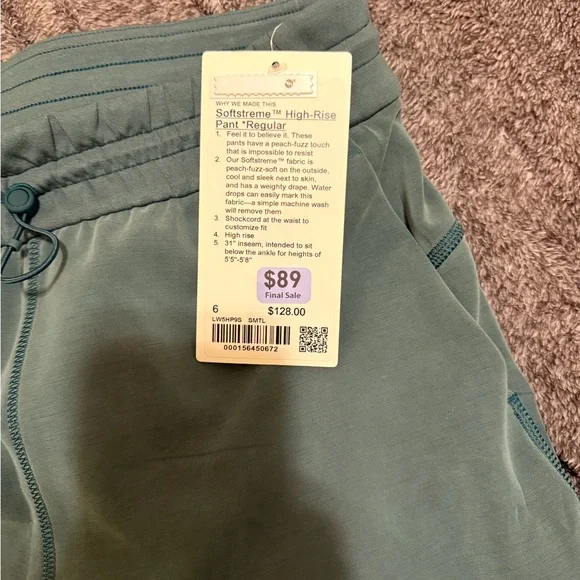 WHY WE MADE THIS
Softstreme™ High-Rise
Pant *Regular
1. Feel it to believe it. These
pants have a peach-fuzz touch
that is impossible to resist
2. Our Softstreme™ fabric is
peach-fuzz-soft on the outside,
cool and sleek next to skin,
and has a weighty drape. Water
drops can easily mark this
fabric—a simple machine wash
will remove them
3. Shockcord at the waist to
customize fit
4. High rise
5. 31" inseam, intended to sit
below the ankle for heights of
5'5"-5'8"
$89
Final Sale
6 $128.00
LW5HP9S SMTL
000156450672